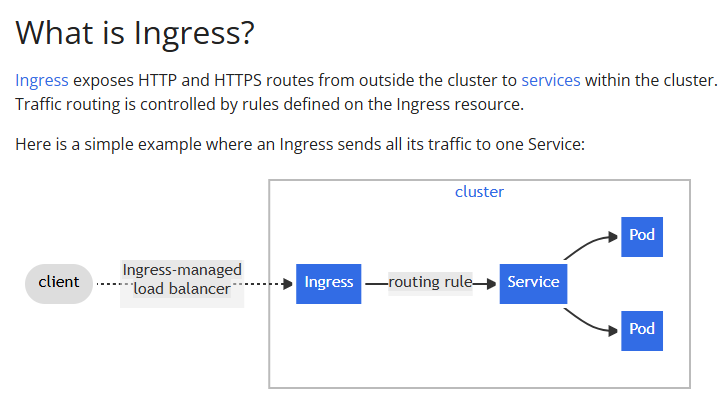 What is Ingress?
Ingress exposes HTTP and HTTPS routes from outside the cluster to services within the cluster.
Traffic routing is controlled by rules defined on the Ingress resource.
Here is a simple example where an Ingress sends all its traffic to one Service:
cluster
Pod
client
Ingress-managed
load balancer
Ingress
routing rule
Service
Pod